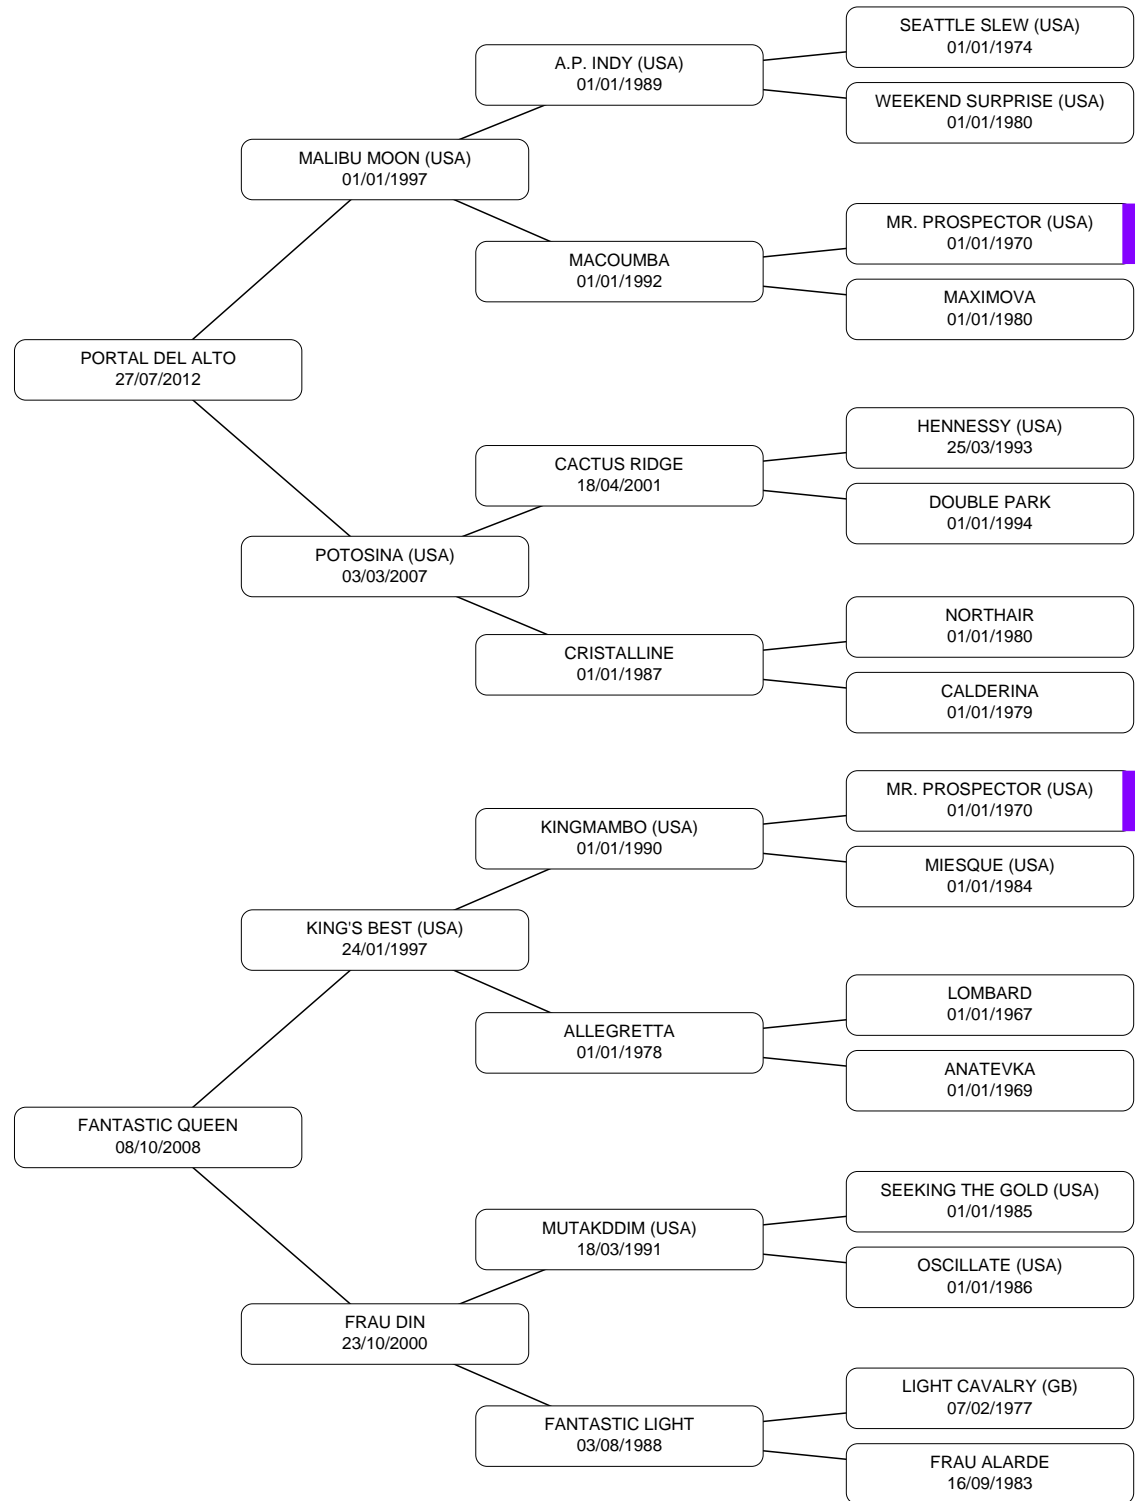 SEATTLE SLEW (USA)
01/01/1974
A.P. INDY (USA)
01/01/1989
WEEKEND SURPRISE (USA)
01/01/1980
MALIBU MOON (USA)
01/01/1997
MR. PROSPECTOR (USA)
01/01/1970
MACOUMBA
01/01/1992
MAXIMOVA
01/01/1980
PORTAL DEL ALTO
27/07/2012
HENNESSY (USA)
25/03/1993
CACTUS RIDGE
18/04/2001
DOUBLE PARK
01/01/1994
POTOSINA (USA)
03/03/2007
NORTHAIR
01/01/1980
CRISTALLINE
01/01/1987
CALDERINA
01/01/1979
MR. PROSPECTOR (USA)
01/01/1970
KINGMAMBO (USA)
01/01/1990
MIESQUE (USA)
01/01/1984
KING'S BEST (USA)
24/01/1997
LOMBARD
01/01/1967
ALLEGRETTA
01/01/1978
ANATEVKA
01/01/1969
FANTASTIC QUEEN
08/10/2008
SEEKING THE GOLD (USA)
01/01/1985
MUTAKDDIM (USA)
18/03/1991
OSCILLATE (USA)
01/01/1986
FRAU DIN
23/10/2000
LIGHT CAVALRY (GB)
07/02/1977
FANTASTIC LIGHT
03/08/1988
FRAU ALARDE
16/09/1983